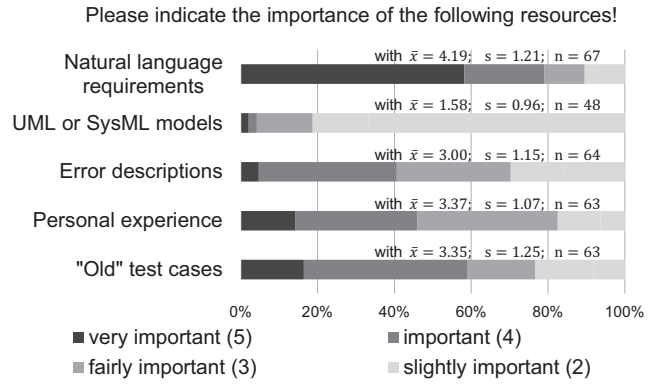 Please indicate the importance of the following resources!
with x̄ = 4.19; s = 1.21; n = 67
Natural language
requirements
with x̄ = 1.58; s = 0.96; n = 48
UML or SysML models
with x̄ = 3.00; s = 1.15; n = 64
Error descriptions
with x̄ = 3.37; s = 1.07; n = 63
Personal experience
with x̄ = 3.35; s = 1.25; n = 63
"Old" test cases
0% 20% 40% 60% 80% 100%
very important (5) important (4)
fairly important (3) slightly important (2)